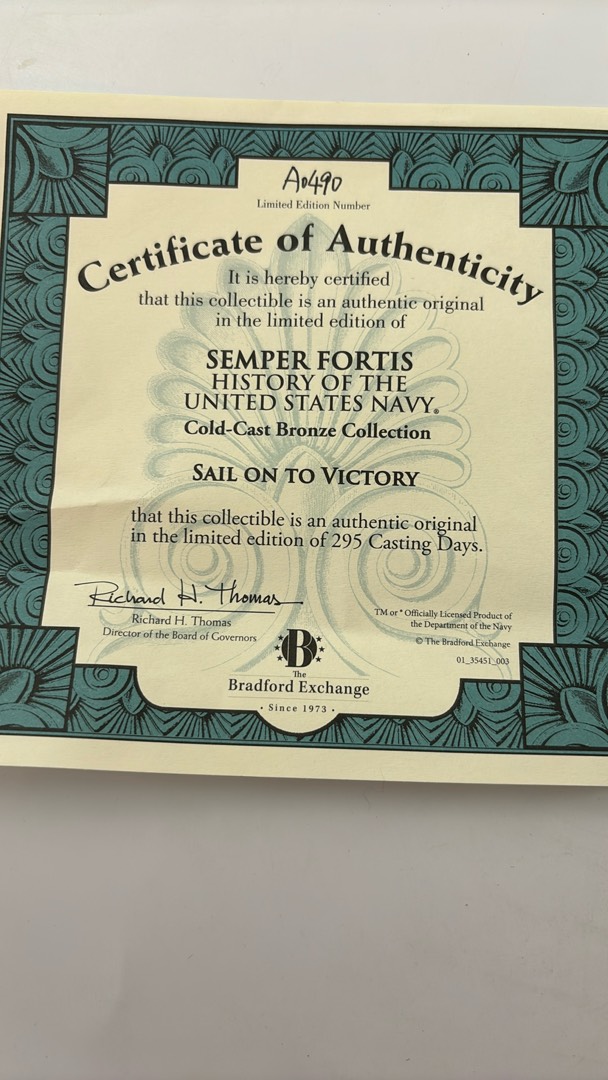 A0490
Limited Edition Number
Certificate of Authenticity
It is hereby certified
that this collectible is an authentic original
in the limited edition of
SEMPER FORTIS
HISTORY OF THE
UNITED STATES NAVY®
Cold-Cast Bronze Collection
SAIL ON TO VICTORY
that this collectible is an authentic original
in the limited edition of 295 Casting Days.
Richard H. Thomas
Richard H. Thomas
Director of the Board of Governors
TM or ® Officially Licensed Product of
the Department of the Navy
© The Bradford Exchange
01_35451_003
B
The
Bradford Exchange
· Since 1973 ·